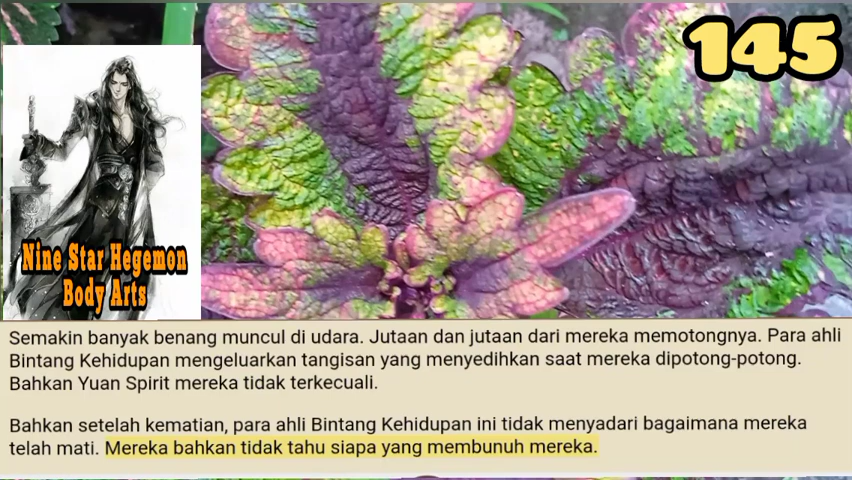 145
Nine Star Hegemon
Body Arts
Semakin banyak benang muncul di udara. Jutaan dan jutaan dari mereka memotongnya. Para ahli
Bintang Kehidupan mengeluarkan tangisan yang menyedihkan saat mereka dipotong-potong.
Bahkan Yuan Spirit mereka tidak terkecuali.
Bahkan setelah kematian, para ahli Bintang Kehidupan ini tidak menyadari bagaimana mereka
telah mati. Mereka bahkan tidak tahu siapa yang membunuh mereka.